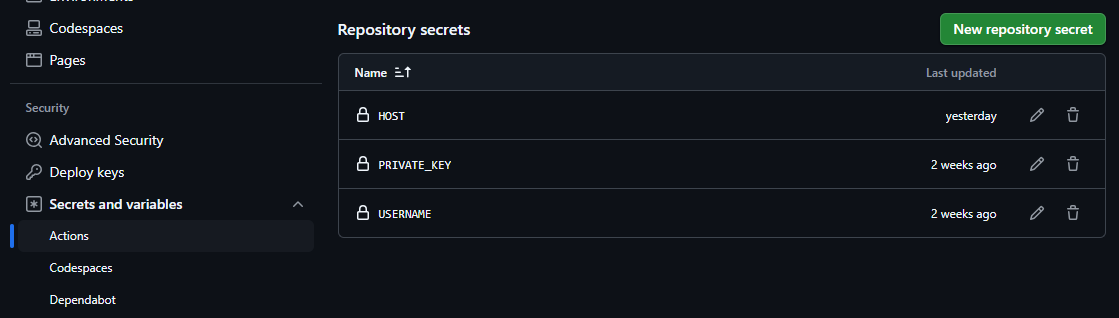 Environments
Codespaces
Pages
Security
Advanced Security
Deploy keys
Secrets and variables
Actions
Codespaces
Dependabot
Repository secrets
New repository secret
Name
Last updated
HOST
yesterday
PRIVATE_KEY
2 weeks ago
USERNAME
2 weeks ago